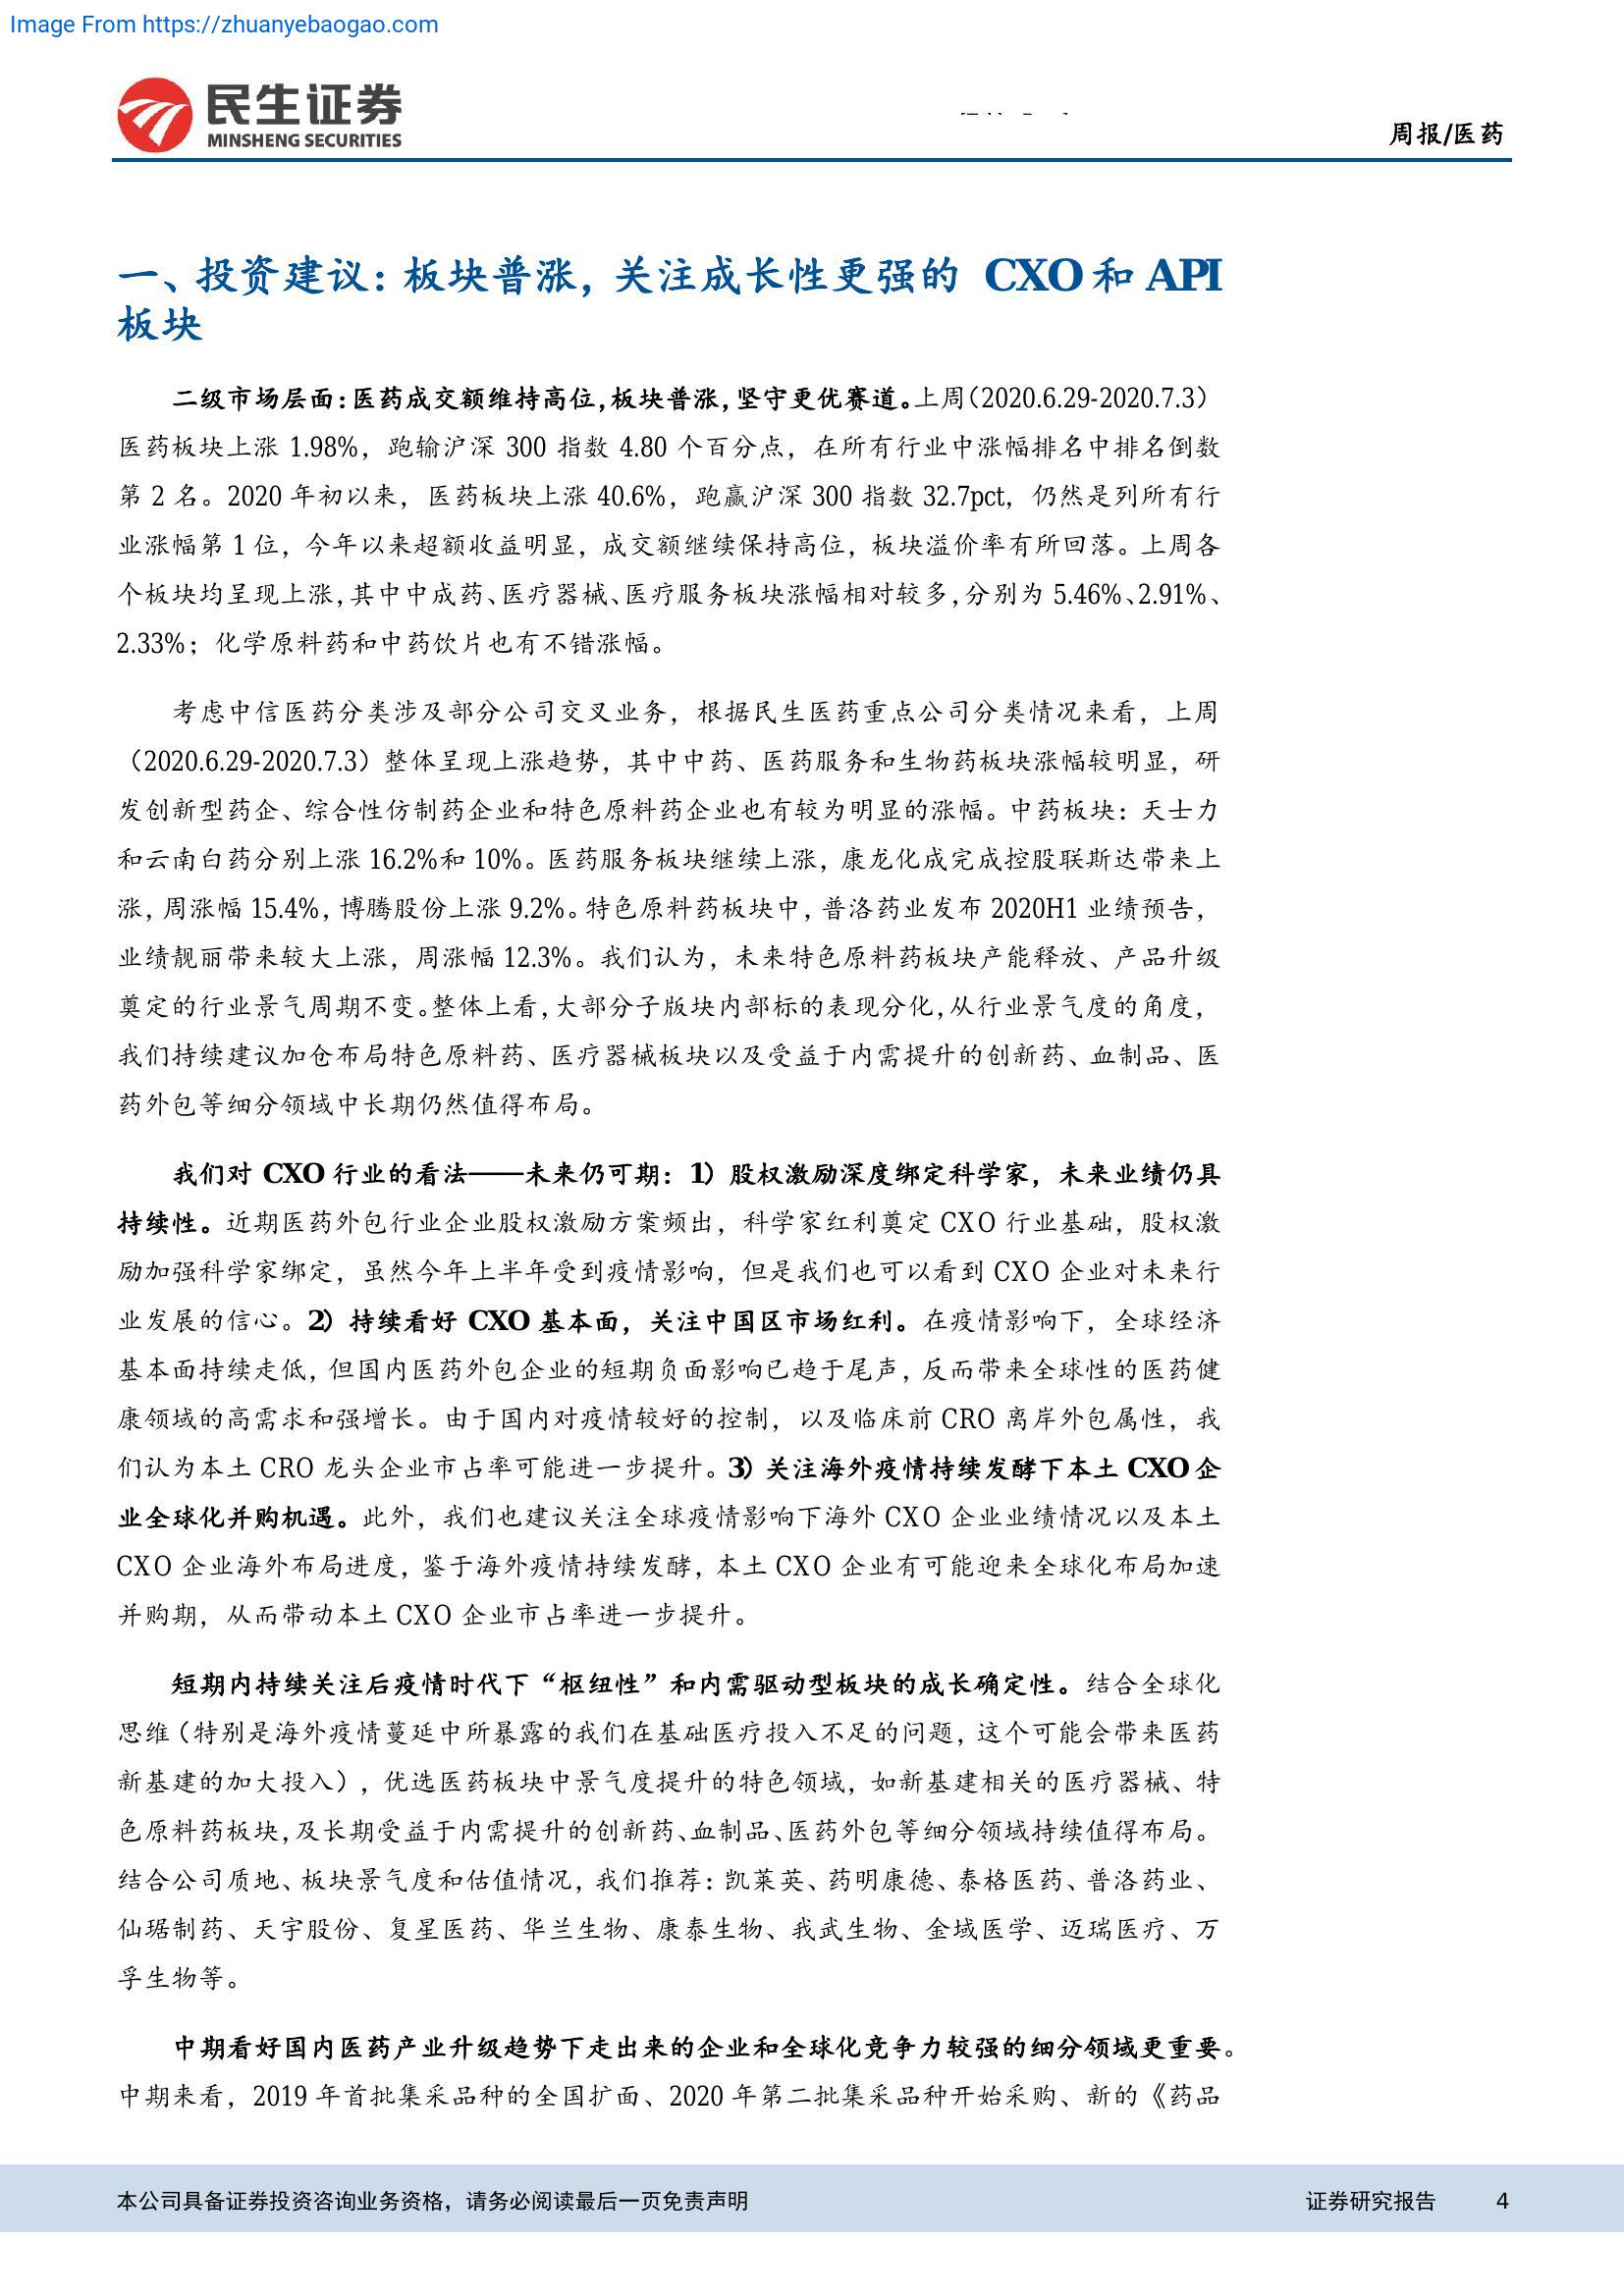 Image From https://zhuanyebaogao.com
民生证券
MINSHENG SECURITIES
周报/医药
一、投资建议：板块普涨，关注成长性更强的 CXO 和 API
板块
二级市场层面：医药成交额维持高位，板块普涨，坚守更优赛道。上周（2020.6.29-2020.7.3）
医药板块上涨 1.98%，跑输沪深 300 指数 4.80 个百分点，在所有行业中涨幅排名中排名倒数
第 2 名。2020 年初以来，医药板块上涨 40.6%，跑赢沪深 300 指数 32.7pct，仍然是列所有行
业涨幅第 1 位，今年以来超额收益明显，成交额继续保持高位，板块溢价率有所回落。上周各
个板块均呈现上涨，其中中成药、医疗器械、医疗服务板块涨幅相对较多，分别为 5.46%、2.91%、
2.33%；化学原料药和中药饮片也有不错涨幅。
考虑中信医药分类涉及部分公司交叉业务，根据民生医药重点公司分类情况来看，上周
（2020.6.29-2020.7.3）整体呈现上涨趋势，其中中药、医药服务和生物药板块涨幅较明显，研
发创新型药企、综合性仿制药企业和特色原料药企业也有较为明显的涨幅。中药板块：天士力
和云南白药分别上涨 16.2%和 10%。医药服务板块继续上涨，康龙化成完成控股联斯达带来上
涨，周涨幅 15.4%，博腾股份上涨 9.2%。特色原料药板块中，普洛药业发布 2020H1 业绩预告，
业绩靓丽带来较大上涨，周涨幅 12.3%。我们认为，未来特色原料药板块产能释放、产品升级
奠定的行业景气周期不变。整体上看，大部分子版块内部标的表现分化，从行业景气度的角度，
我们持续建议加仓布局特色原料药、医疗器械板块以及受益于内需提升的创新药、血制品、医
药外包等细分领域中长期仍然值得布局。
我们对 CXO 行业的看法——未来仍可期：1）股权激励深度绑定科学家，未来业绩仍具
持续性。近期医药外包行业企业股权激励方案频出，科学家红利奠定 CXO 行业基础，股权激
励加强科学家绑定，虽然今年上半年受到疫情影响，但是我们也可以看到 CXO 企业对未来行
业发展的信心。2）持续看好 CXO 基本面，关注中国区市场红利。在疫情影响下，全球经济
基本面持续走低，但国内医药外包企业的短期负面影响已趋于尾声，反而带来全球性的医药健
康领域的高需求和强增长。由于国内对疫情较好的控制，以及临床前 CRO 离岸外包属性，我
们认为本土 CRO 龙头企业市占率可能进一步提升。3）关注海外疫情持续发酵下本土 CXO 企
业全球化并购机遇。此外，我们也建议关注全球疫情影响下海外 CXO 企业业绩情况以及本土
CXO 企业海外布局进度，鉴于海外疫情持续发酵，本土 CXO 企业有可能迎来全球化布局加速
并购期，从而带动本土 CXO 企业市占率进一步提升。
短期内持续关注后疫情时代下“枢纽性”和内需驱动型板块的成长确定性。结合全球化
思维（特别是海外疫情蔓延中所暴露的我们在基础医疗投入不足的问题，这个可能会带来医药
新基建的加大投入），优选医药板块中景气度提升的特色领域，如新基建相关的医疗器械、特
色原料药板块，及长期受益于内需提升的创新药、血制品、医药外包等细分领域持续值得布局。
结合公司质地、板块景气度和估值情况，我们推荐：凯莱英、药明康德、泰格医药、普洛药业、
仙琚制药、天宇股份、复星医药、华兰生物、康泰生物、我武生物、金域医学、迈瑞医疗、万
孚生物等。
中期看好国内医药产业升级趋势下走出来的企业和全球化竞争力较强的细分领域更重要。
中期来看，2019 年首批集采品种的全国扩面、2020 年第二批集采品种开始采购、新的《药品
本公司具备证券投资咨询业务资格，请务必阅读最后一页免责声明
证券研究报告 4